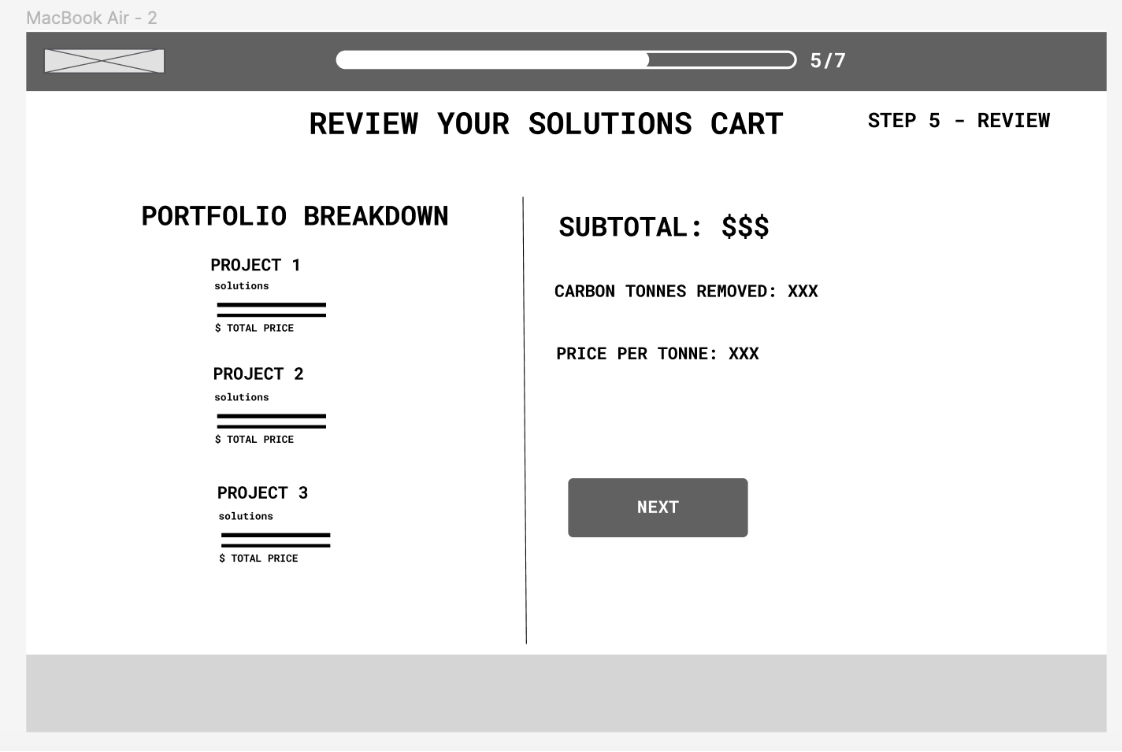 MacBook Air - 2
5/7
REVIEW YOUR SOLUTIONS CART
STEP 5 - REVIEW
PORTFOLIO BREAKDOWN
PROJECT 1
solutions
$ TOTAL PRICE
PROJECT 2
solutions
$ TOTAL PRICE
PROJECT 3
solutions
$ TOTAL PRICE
SUBTOTAL: $$$
CARBON TONNES REMOVED: XXX
PRICE PER TONNE: XXX
NEXT